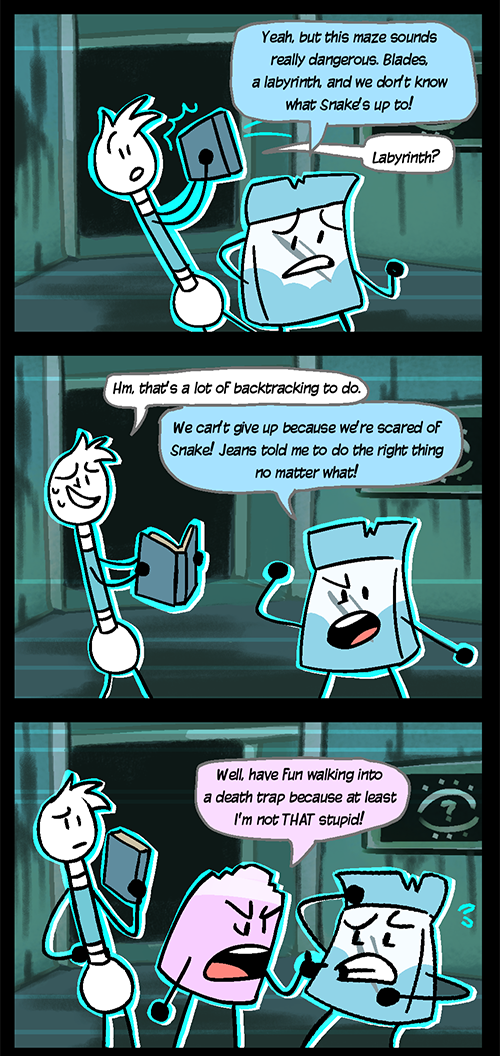 Yeah, but this maze sounds
really dangerous. Blades,
a labyrinth, and we don't know
what Snake's up to!
Labyrinth?
Hm, that's a lot of backtracking to do.
We can't give up because we're scared of
Snake! Jeans told me to do the right thing
no matter what!
Well, have fun walking into
a death trap because at least
I'm not THAT stupid!
?